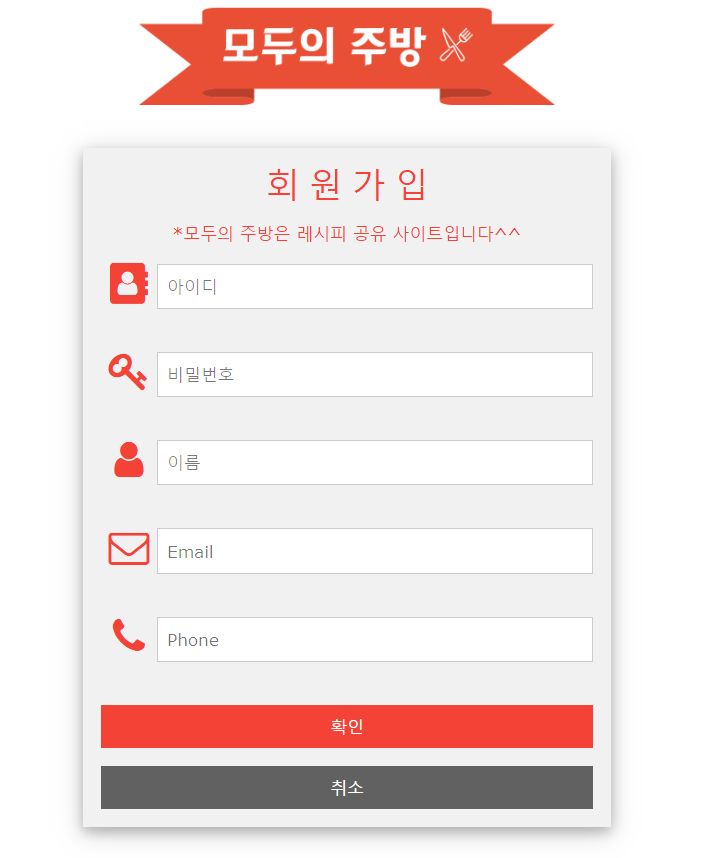 모두의 주방
회 원 가 입
*모두의 주방은 레시피 공유 사이트입니다^^
아이디
비밀번호
이름
Email
Phone
확인
취소